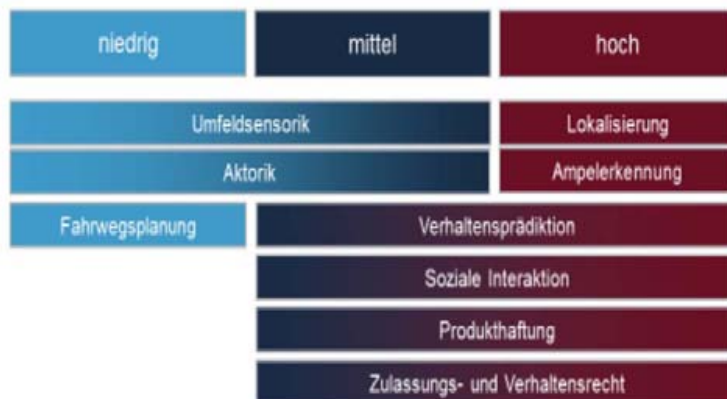 niedrig mittel hoch
Umfeldsensorik Lokalisierung
Aktorik Ampelerkennung
Fahrwegsplanung Verhaltensprädiktion
Soziale Interaktion
Produkthaftung
Zulassungs- und Verhaltensrecht